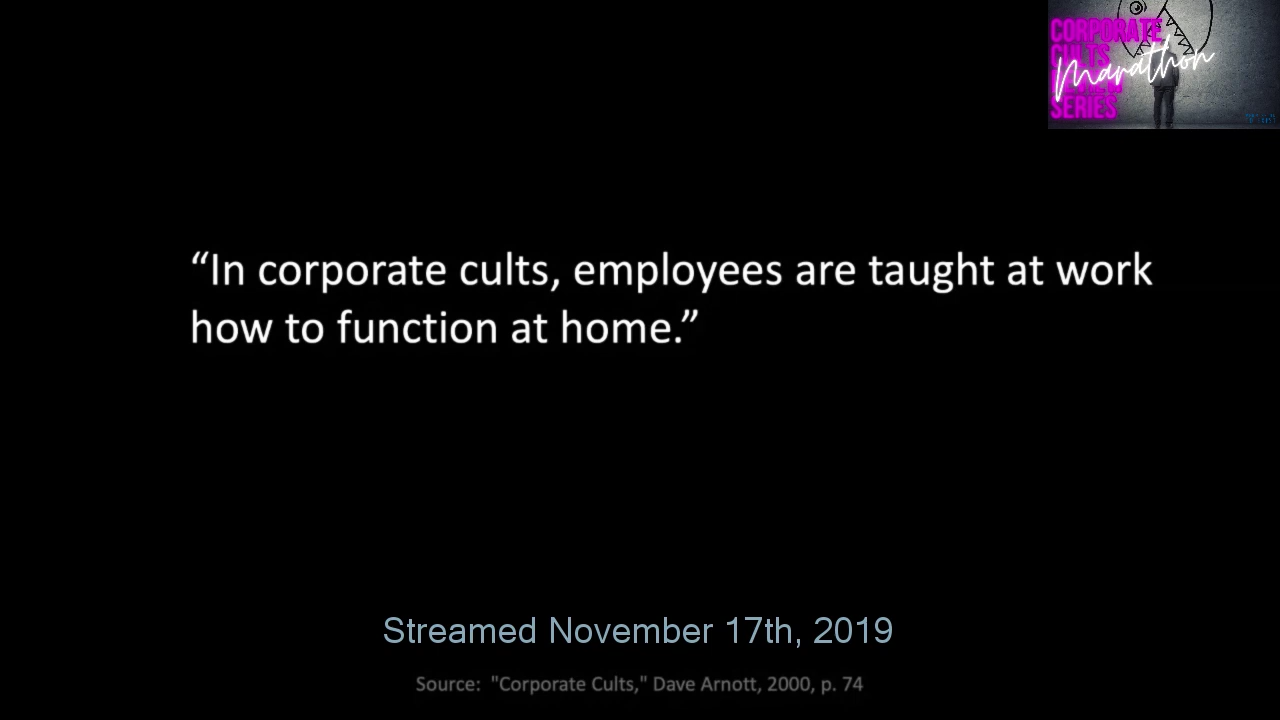 CORPORATE
CULTS
Marathon
SERIES
“In corporate cults, employees are taught at work
how to function at home.”
Streamed November 17th, 2019
Source:  "Corporate Cults," Dave Arnott, 2000, p. 74